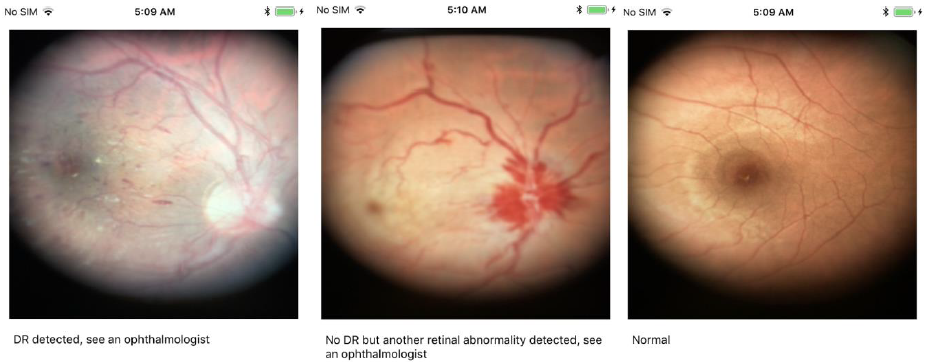 No SIM 5:09 AM
DR detected, see an ophthalmologist
No SIM 5:10 AM
No DR but another retinal abnormality detected, see
an ophthalmologist
No SIM 5:09 AM
Normal